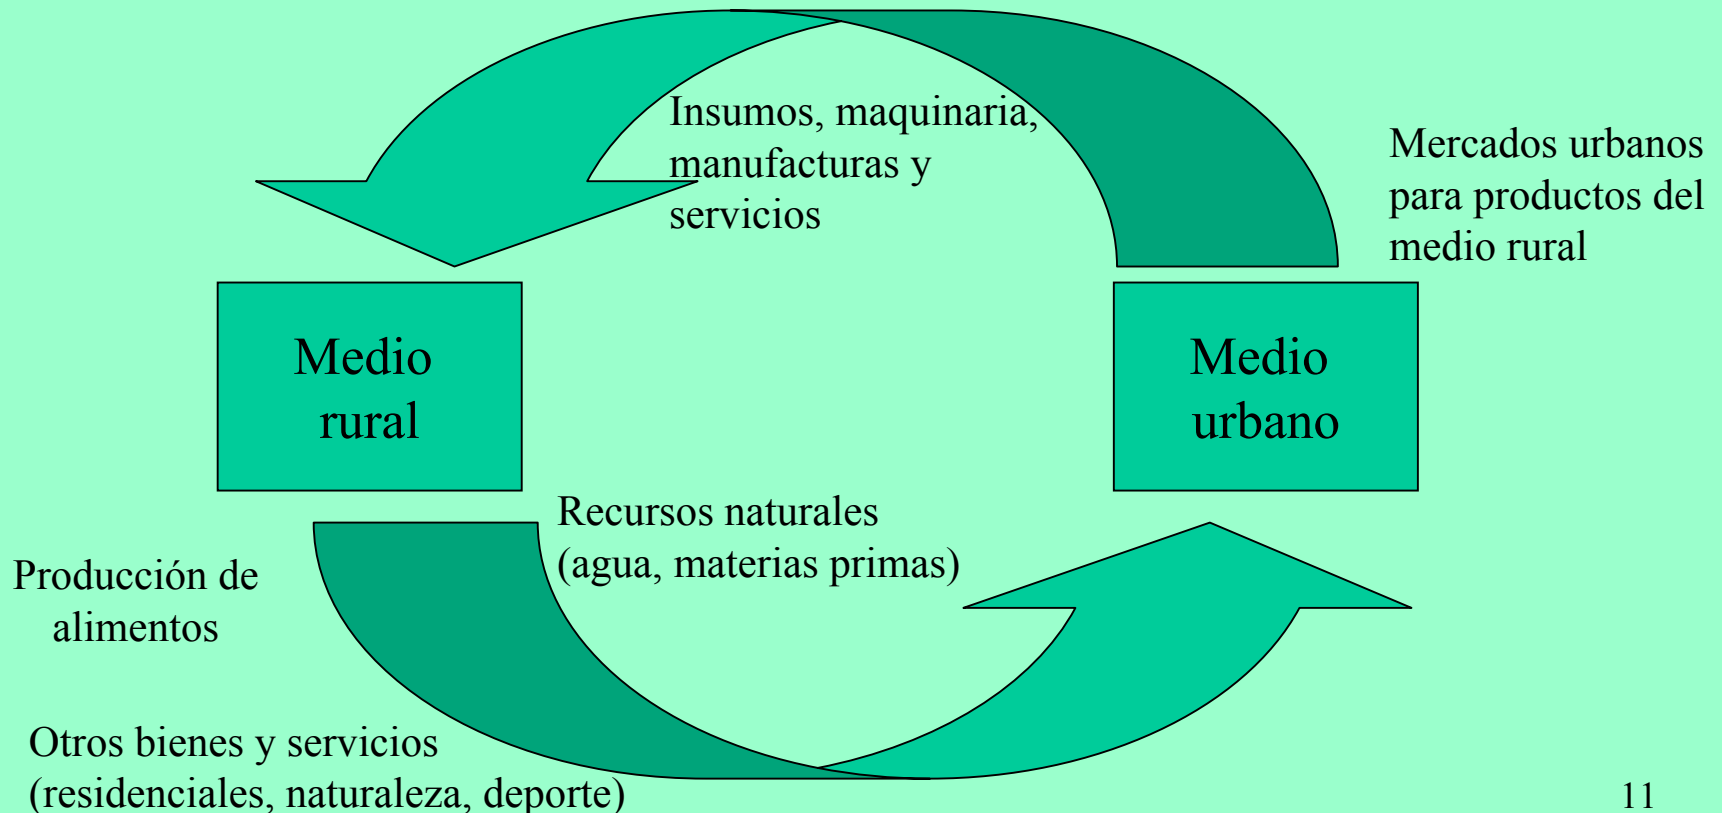 Insumos, maquinaria,
manufacturas y
servicios
Mercados urbanos
para productos del
medio rural
Medio
rural
Medio
urbano
Recursos naturales
(agua, materias primas)
Producción de
alimentos
Otros bienes y servicios
(residenciales, naturaleza, deporte)
11